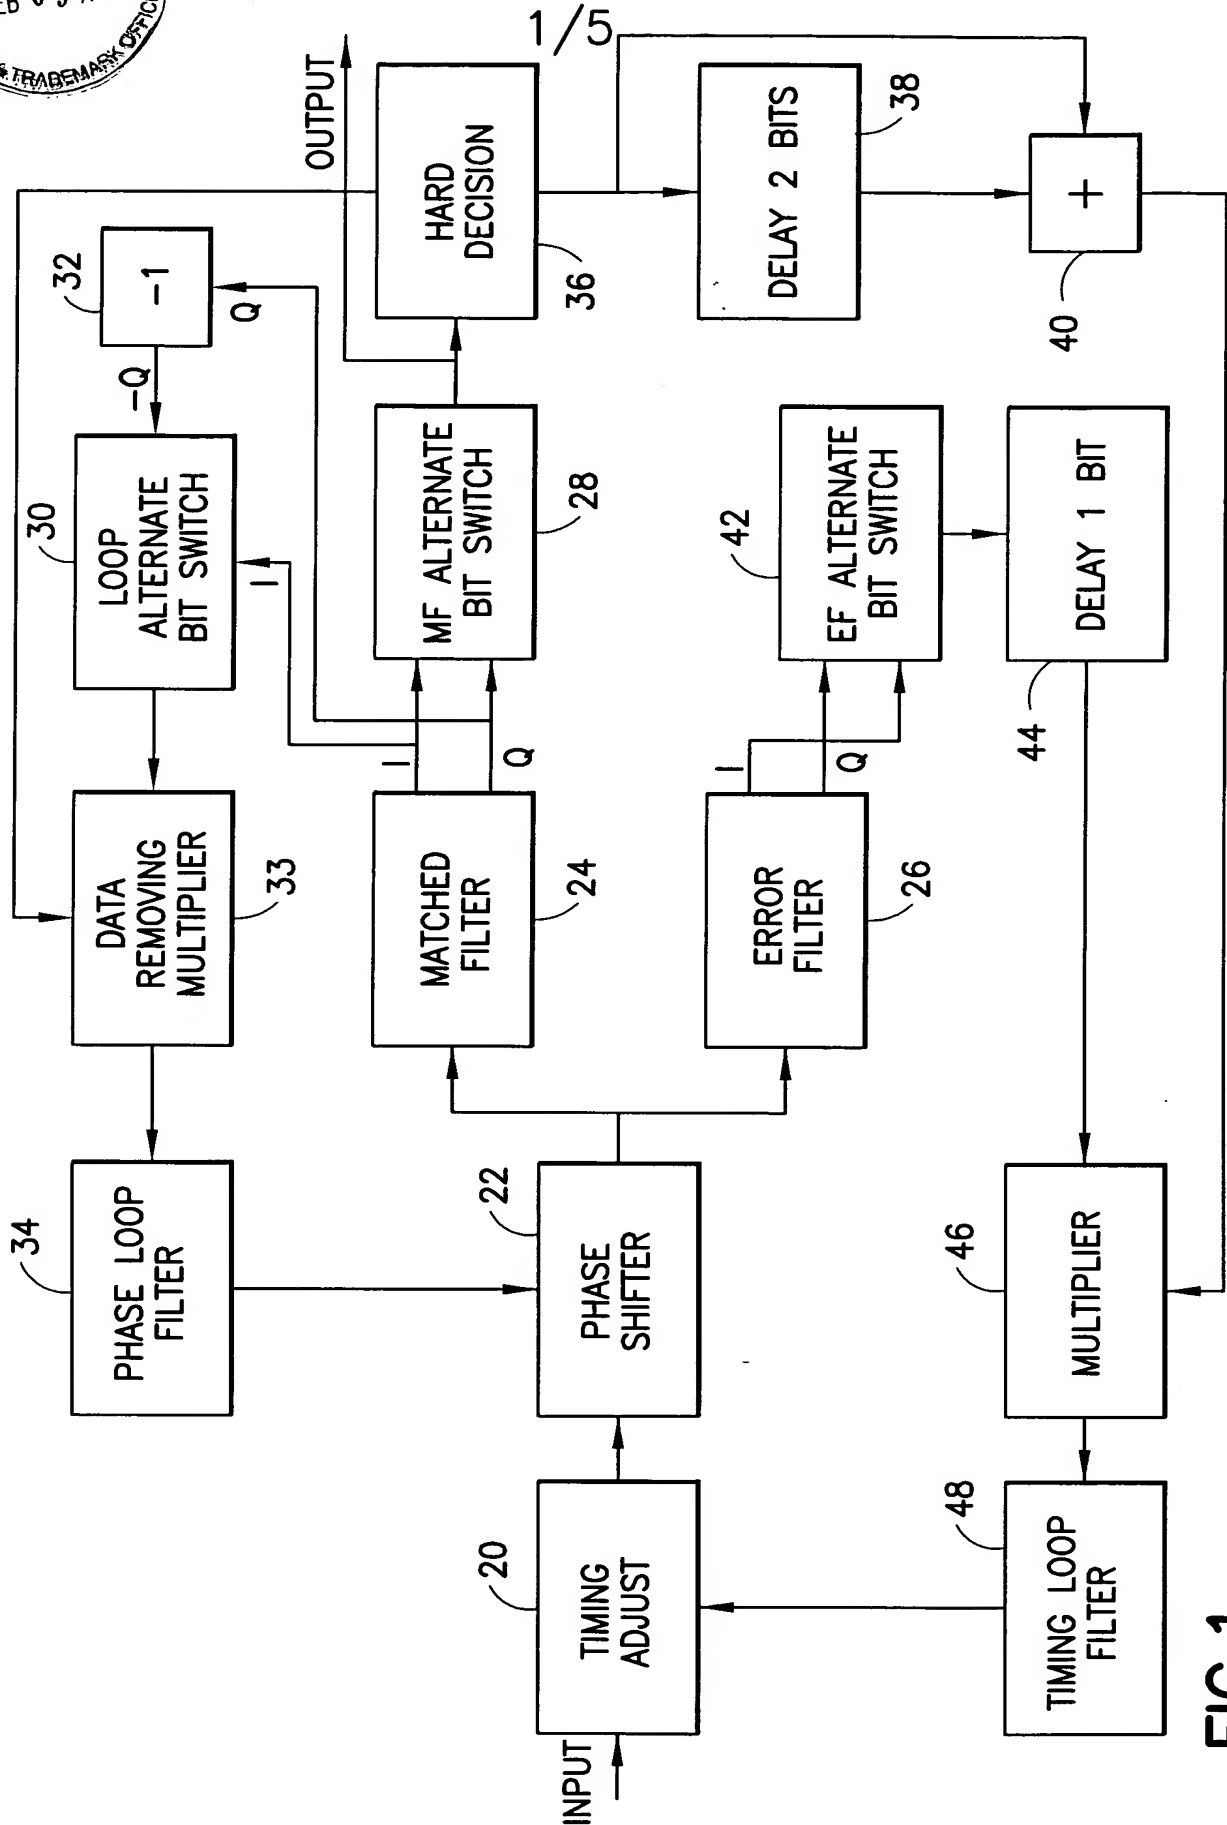 1/5
TRADEMARK OFFIC
INPUT
TIMING
ADJUST
20
PHASE
SHIFTER
22
PHASE LOOP
FILTER
34
DATA
REMOVING
MULTIPLIER
33
LOOP
ALTERNATE
BIT SWITCH
30
-1
32
-Q
Q
I
MATCHED
FILTER
24
I
Q
MF ALTERNATE
BIT SWITCH
28
OUTPUT
HARD
DECISION
36
DELAY 2 BITS
38
+
40
ERROR
FILTER
26
I
Q
EF ALTERNATE
BIT SWITCH
42
DELAY 1 BIT
44
MULTIPLIER
46
TIMING LOOP
FILTER
48
FIG.1